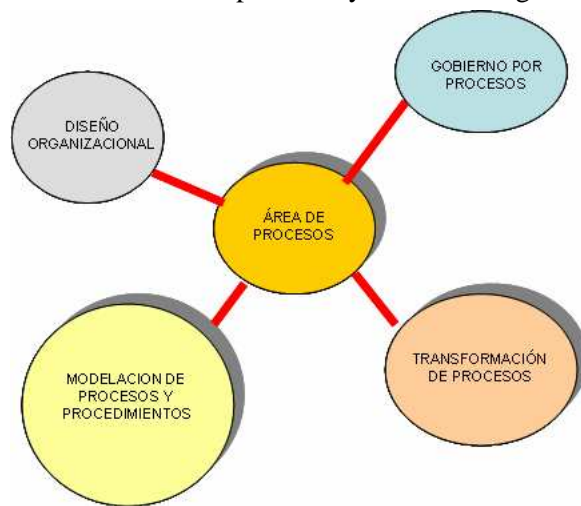 GOBIERNO POR
PROCESOS
DISEÑO
ORGANIZACIONAL
ÁREA DE
PROCESOS
MODELACION DE
PROCESOS Y
PROCEDIMIENTOS
TRANSFORMACIÓN
DE PROCESOS